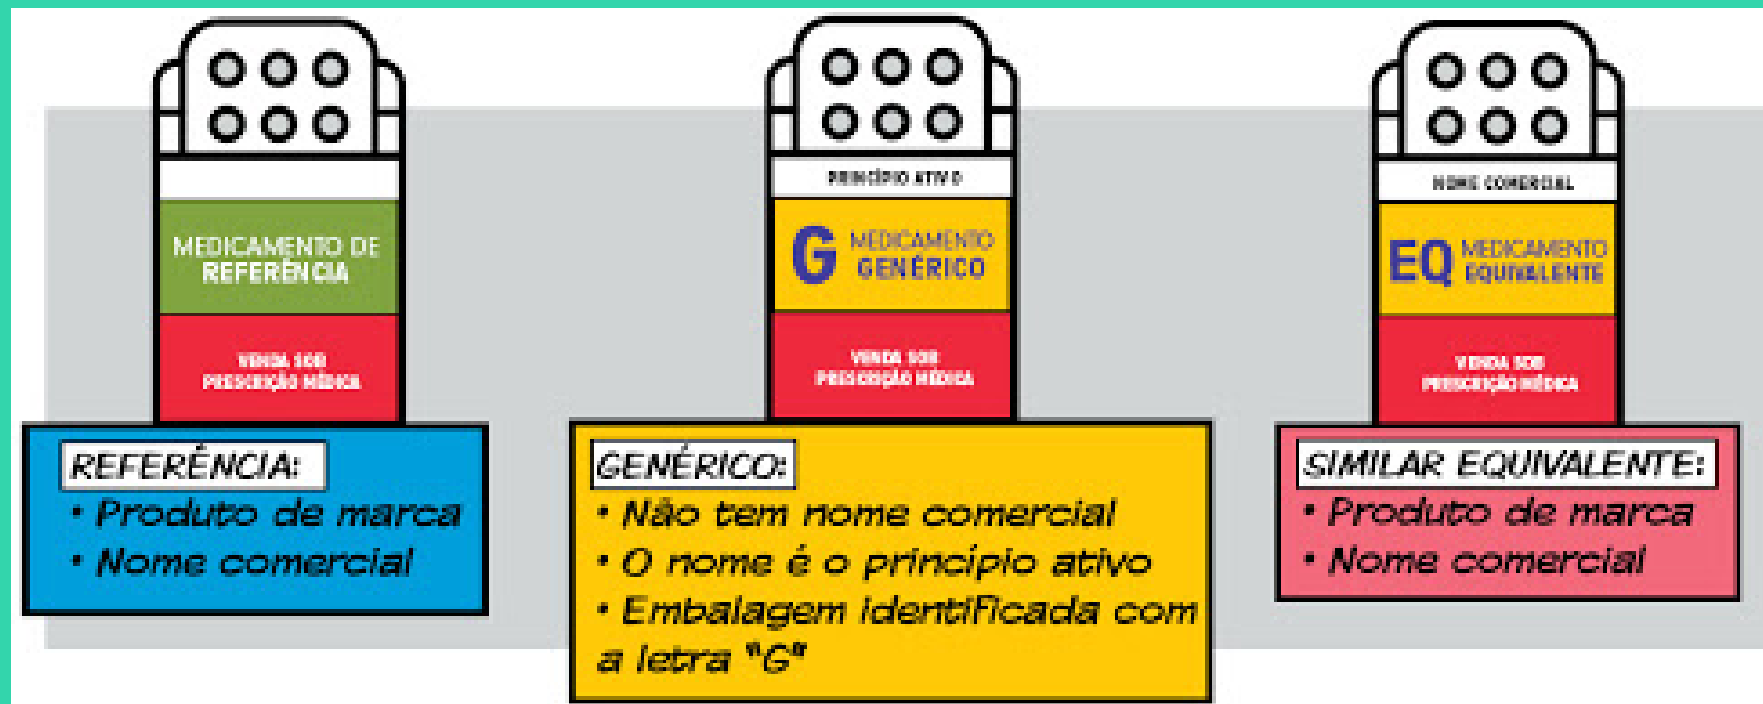 MEDICAMENTO DE
REFERÊNCIA
VENDA SOB
PRESCRIÇÃO MÉDICA
REFERÊNCIA:
• Produto de marca
• Nome comercial
PRINCÍPIO ATIVO
G MEDICAMENTO
GENÉRICO
VENDA SOB
PRESCRIÇÃO MÉDICA
GENÉRICO:
• Não tem nome comercial
• O nome é o princípio ativo
• Embalagem identificada com
a letra "G"
NOME COMERCIAL
EQ MEDICAMENTO
EQUIVALENTE
VENDA SOB
PRESCRIÇÃO MÉDICA
SIMILAR EQUIVALENTE:
• Produto de marca
• Nome comercial